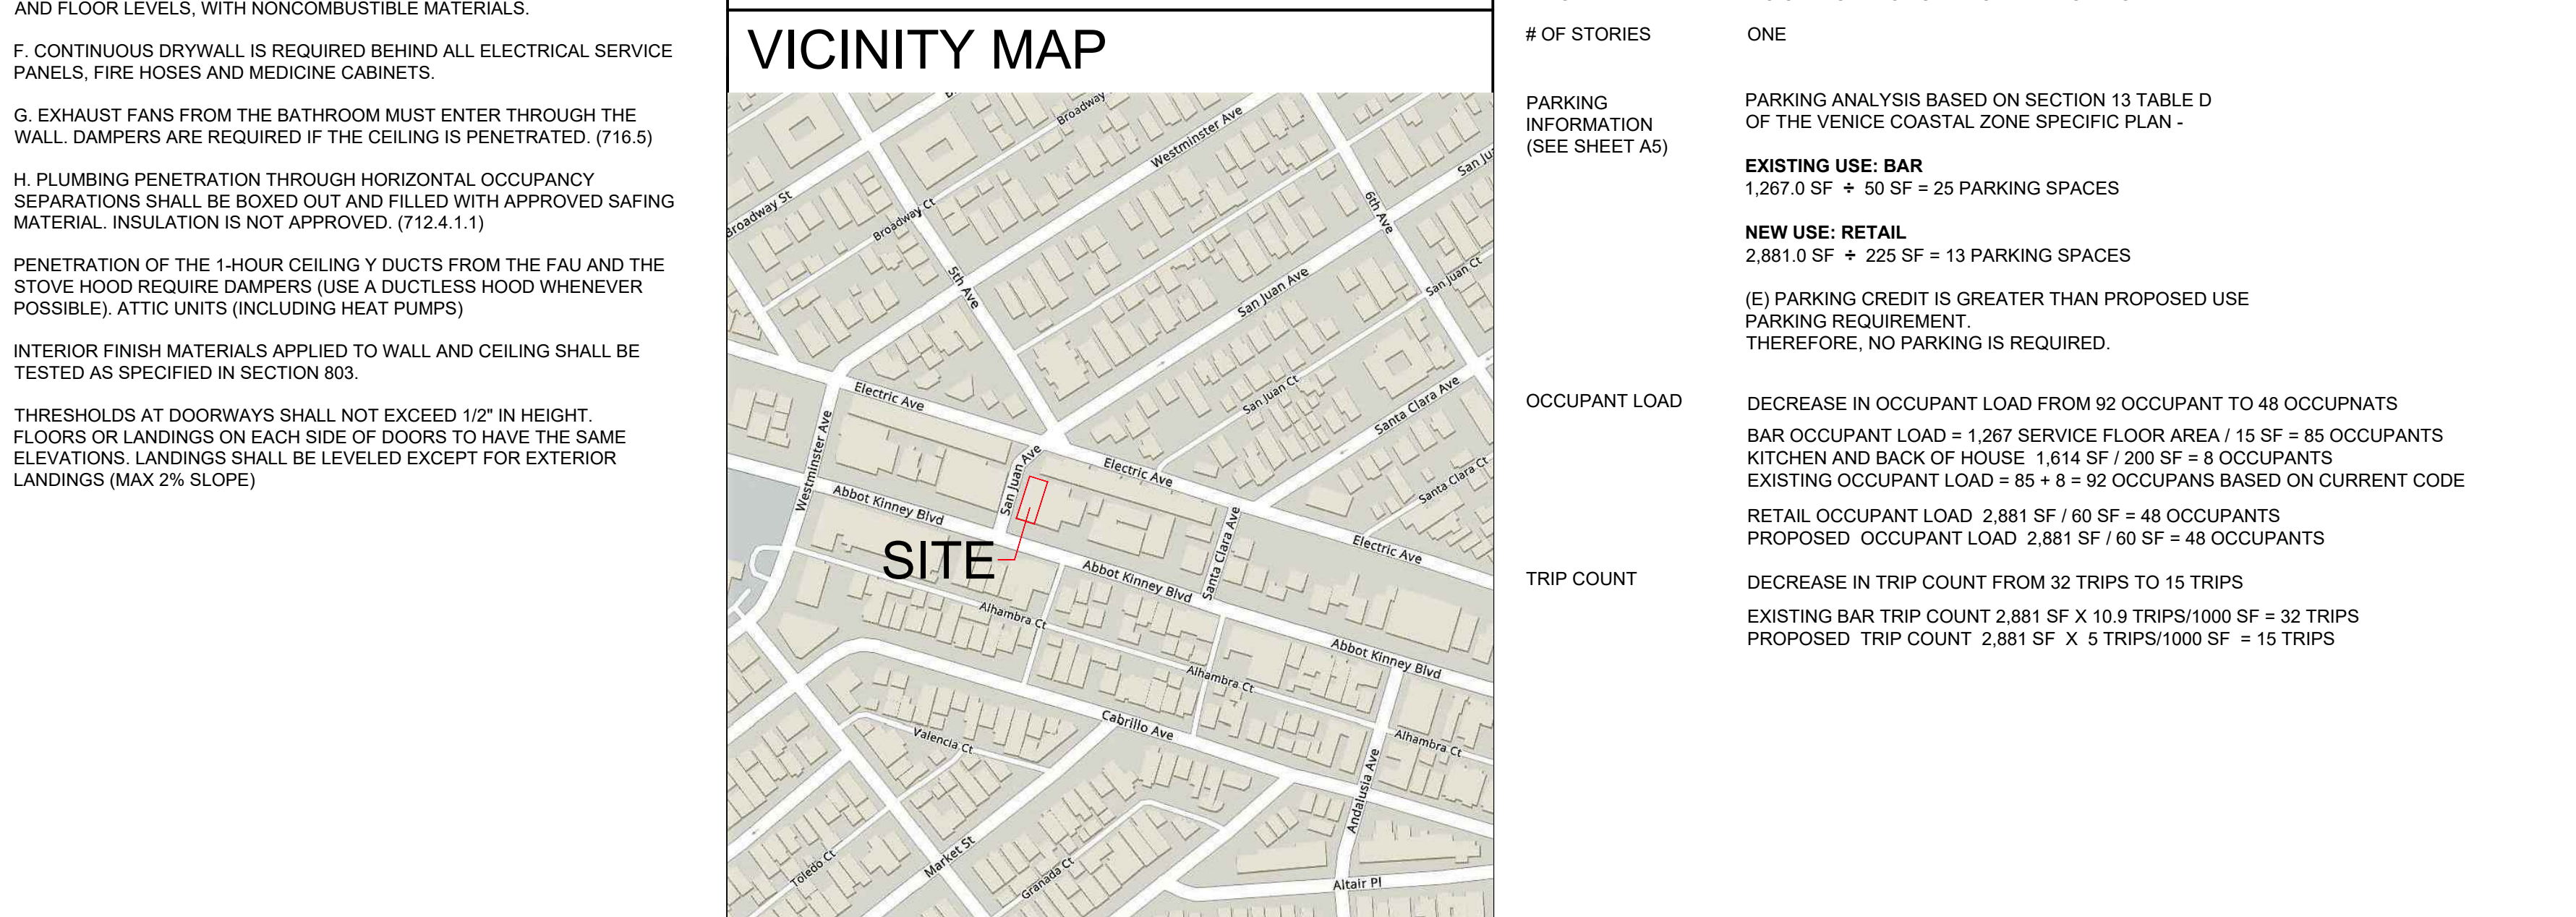 AND FLOOR LEVELS, WITH NONCOMBUSTIBLE MATERIALS.
F. CONTINUOUS DRYWALL IS REQUIRED BEHIND ALL ELECTRICAL SERVICE
PANELS, FIRE HOSES AND MEDICINE CABINETS.
G. EXHAUST FANS FROM THE BATHROOM MUST ENTER THROUGH THE
WALL. DAMPERS ARE REQUIRED IF THE CEILING IS PENETRATED. (716.5)
H. PLUMBING PENETRATION THROUGH HORIZONTAL OCCUPANCY
SEPARATIONS SHALL BE BOXED OUT AND FILLED WITH APPROVED SAFING
MATERIAL. INSULATION IS NOT APPROVED. (712.4.1.1)
PENETRATION OF THE 1-HOUR CEILING Y DUCTS FROM THE FAU AND THE
STOVE HOOD REQUIRE DAMPERS (USE A DUCTLESS HOOD WHENEVER
POSSIBLE). ATTIC UNITS (INCLUDING HEAT PUMPS)
INTERIOR FINISH MATERIALS APPLIED TO WALL AND CEILING SHALL BE
TESTED AS SPECIFIED IN SECTION 803.
THRESHOLDS AT DOORWAYS SHALL NOT EXCEED 1/2" IN HEIGHT.
FLOORS OR LANDINGS ON EACH SIDE OF DOORS TO HAVE THE SAME
ELEVATIONS. LANDINGS SHALL BE LEVELED EXCEPT FOR EXTERIOR
LANDINGS (MAX 2% SLOPE)
VICINITY MAP
Broadway
Westminster Ave
San Ju
Broadway St
Broadway Ct
6th Ave
5th Ave
San Juan Ave
San Juan Ct
Electric Ave
San Juan Ct
Santa Clara Ave
Westminster Ave
San Juan Ave
Electric Ave
Santa Clara Ct
Abbot Kinney Blvd
SITE
Santa Clara Ave
Electric Ave
Abbot Kinney Blvd
Alhambra Ct
Abbot Kinney Blvd
Alhambra Ct
Cabrillo Ave
Valencia Ct
Alhambra Ct
Andalusia Ave
Toledo Ct
Market St
Granada Ct
Altair Pl
# OF STORIES ONE
PARKING
INFORMATION
(SEE SHEET A5)
PARKING ANALYSIS BASED ON SECTION 13 TABLE D
OF THE VENICE COASTAL ZONE SPECIFIC PLAN -
EXISTING USE: BAR
1,267.0 SF ÷ 50 SF = 25 PARKING SPACES
NEW USE: RETAIL
2,881.0 SF ÷ 225 SF = 13 PARKING SPACES
(E) PARKING CREDIT IS GREATER THAN PROPOSED USE
PARKING REQUIREMENT.
THEREFORE, NO PARKING IS REQUIRED.
OCCUPANT LOAD DECREASE IN OCCUPANT LOAD FROM 92 OCCUPANT TO 48 OCCUPNATS
BAR OCCUPANT LOAD = 1,267 SERVICE FLOOR AREA / 15 SF = 85 OCCUPANTS
KITCHEN AND BACK OF HOUSE 1,614 SF / 200 SF = 8 OCCUPANTS
EXISTING OCCUPANT LOAD = 85 + 8 = 92 OCCUPANS BASED ON CURRENT CODE
RETAIL OCCUPANT LOAD 2,881 SF / 60 SF = 48 OCCUPANTS
PROPOSED OCCUPANT LOAD 2,881 SF / 60 SF = 48 OCCUPANTS
TRIP COUNT DECREASE IN TRIP COUNT FROM 32 TRIPS TO 15 TRIPS
EXISTING BAR TRIP COUNT 2,881 SF X 10.9 TRIPS/1000 SF = 32 TRIPS
PROPOSED TRIP COUNT 2,881 SF X 5 TRIPS/1000 SF = 15 TRIPS